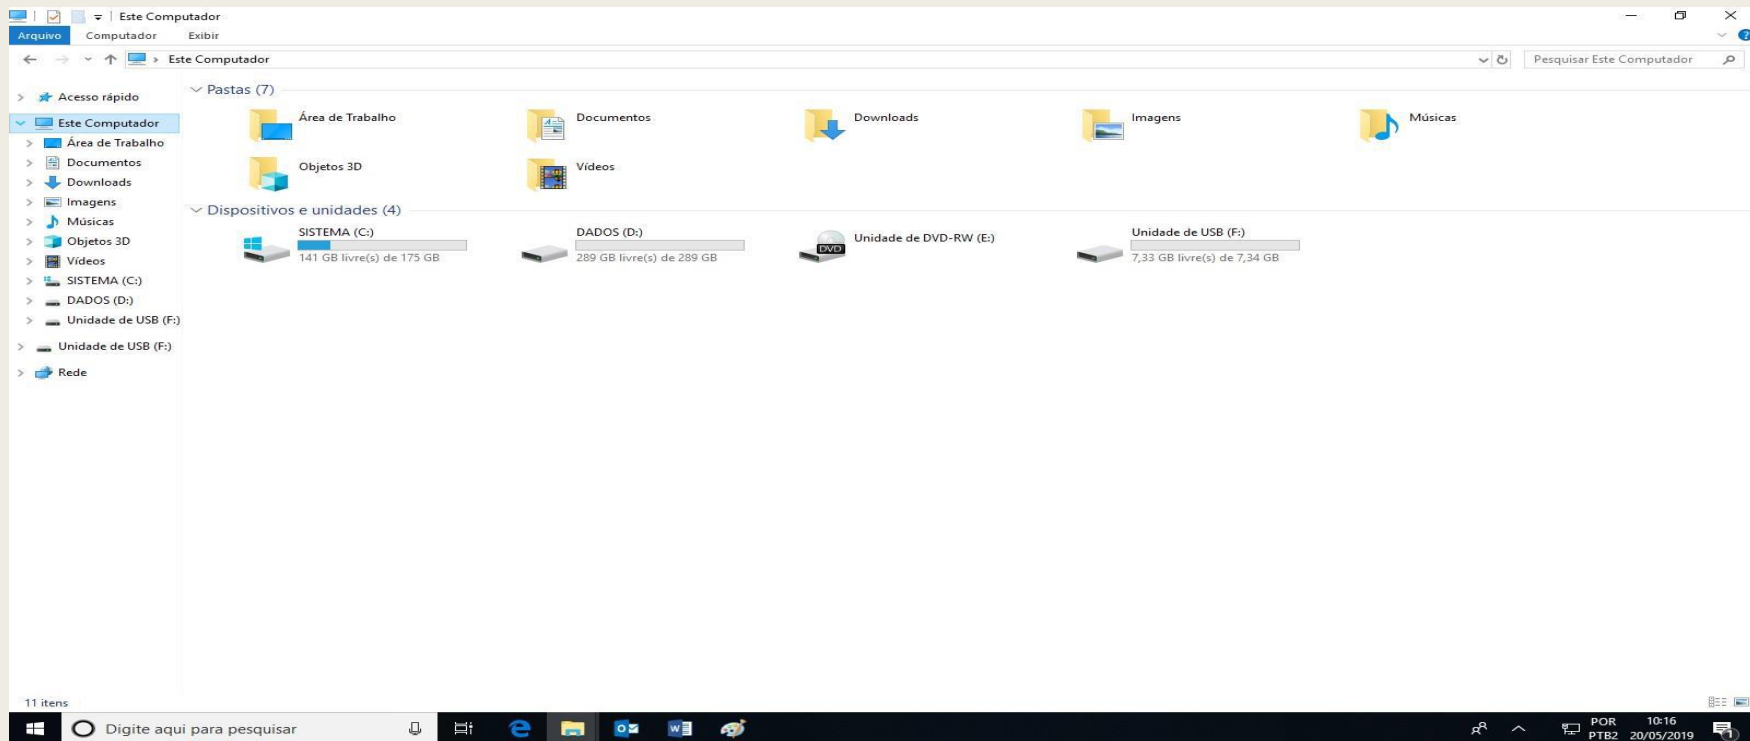 Este Computador
Arquivo Computador Exibir
Este Computador
Pesquisar Este Computador
Acesso rápido
Este Computador
Área de Trabalho
Documentos
Downloads
Imagens
Músicas
Objetos 3D
Vídeos
SISTEMA (C:)
DADOS (D:)
Unidade de USB (F:)
Unidade de USB (F:)
Rede
Pastas (7)
Área de Trabalho
Documentos
Downloads
Imagens
Músicas
Objetos 3D
Vídeos
Dispositivos e unidades (4)
SISTEMA (C:)
141 GB livre(s) de 175 GB
DADOS (D:)
289 GB livre(s) de 289 GB
DVD
Unidade de DVD-RW (E:)
Unidade de USB (F:)
7,33 GB livre(s) de 7,34 GB
11 itens
Digite aqui para pesquisar
POR
PTB2
10:16
20/05/2019
1